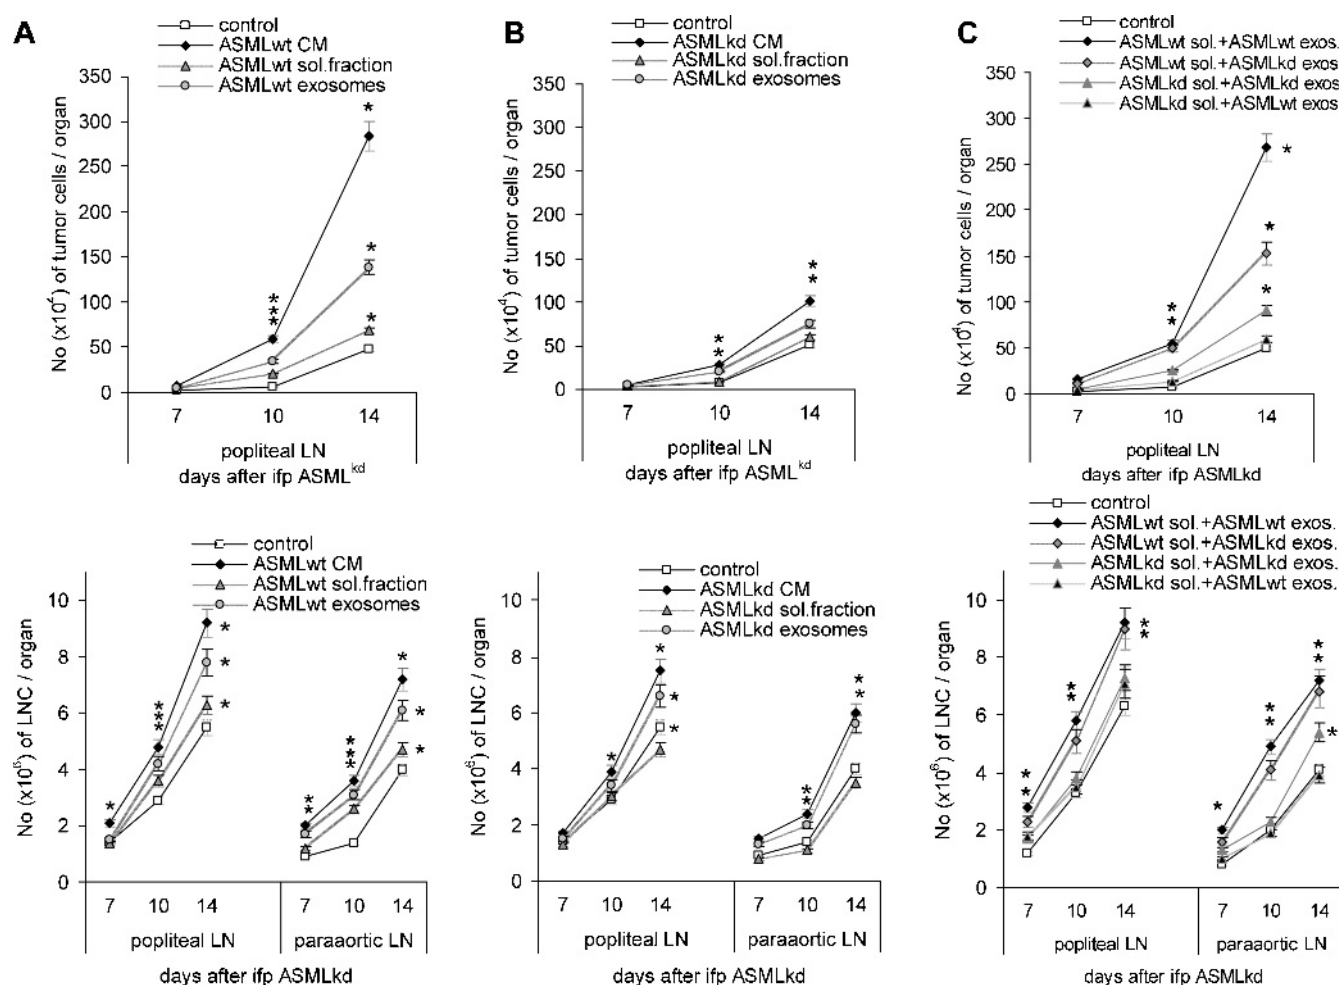 A
control
ASMLwt CM
ASMLwt sol.fraction
ASMLwt exosomes
No (x10⁴) of tumor cells / organ
350
300
250
200
150
100
50
0
7 10 14
popliteal LN
days after ifp ASML^kd
B
control
ASMLkd CM
ASMLkd sol.fraction
ASMLkd exosomes
No (x10⁴) of tumor cells / organ
350
300
250
200
150
100
50
0
7 10 14
popliteal LN
days after ifp ASML^kd
C
control
ASMLwt sol.+ASMLwt exos.
ASMLwt sol.+ASMLkd exos.
ASMLkd sol.+ASMLkd exos.
ASMLkd sol.+ASMLwt exos.
No (x10⁴) of tumor cells / organ
350
300
250
200
150
100
50
0
7 10 14
popliteal LN
days after ifp ASMLkd
control
ASMLwt CM
ASMLwt sol.fraction
ASMLwt exosomes
No (x10⁶) of LNC / organ
10
8
6
4
2
0
7 10 14 7 10 14
popliteal LN paraaortic LN
days after ifp ASMLkd
control
ASMLkd CM
ASMLkd sol.fraction
ASMLkd exosomes
No (x10⁶) of LNC / organ
10
8
6
4
2
0
7 10 14 7 10 14
popliteal LN paraaortic LN
days after ifp ASMLkd
control
ASMLwt sol.+ASMLwt exos.
ASMLwt sol.+ASMLkd exos.
ASMLkd sol.+ASMLkd exos.
ASMLkd sol.+ASMLwt exos.
No (x10⁶) of LNC / organ
10
8
6
4
2
0
7 10 14 7 10 14
popliteal LN paraaortic LN
days after ifp ASMLkd